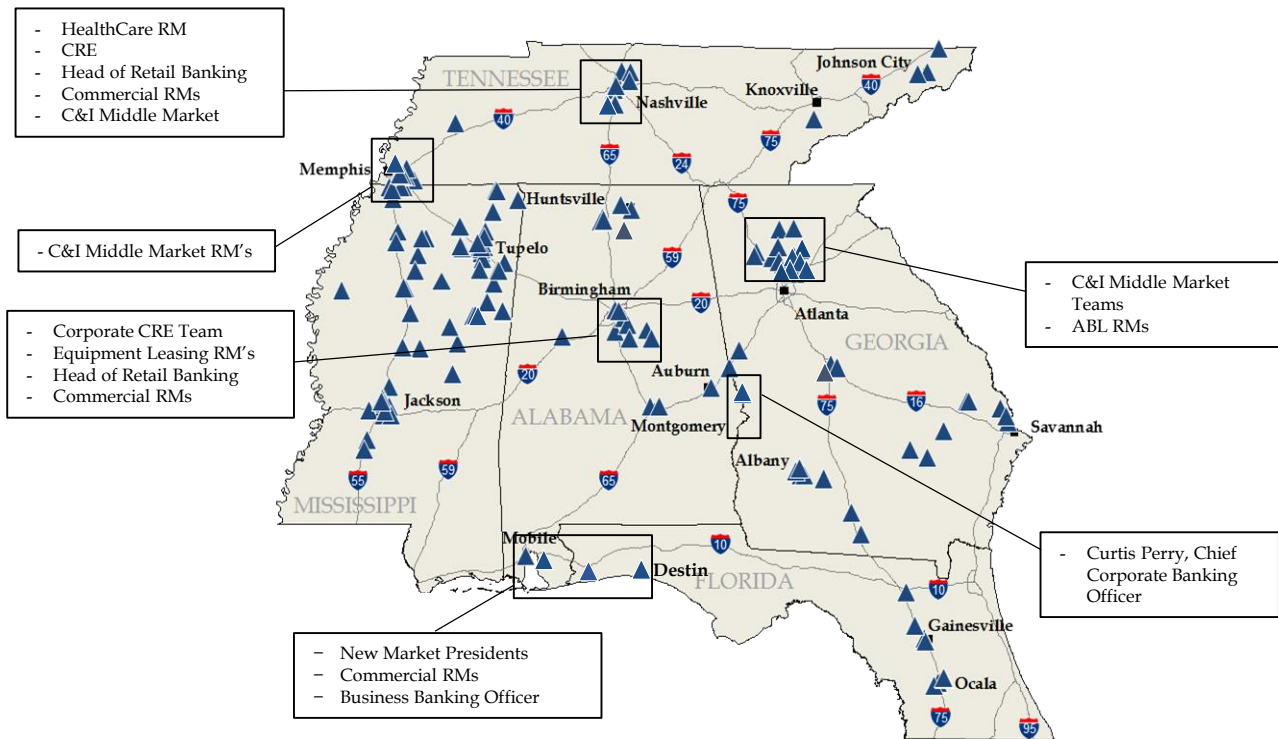 - HealthCare RM
- CRE
- Head of Retail Banking
- Commercial RMs
- C&I Middle Market
TENNESSEE
Johnson City
40
Knoxville
Nashville
40
75
65
24
Memphis
- C&I Middle Market RM's
Huntsville
75
Tupelo
59
- C&I Middle Market
Teams
- ABL RMs
Birmingham
20
Atlanta
- Corporate CRE Team
- Equipment Leasing RM's
- Head of Retail Banking
- Commercial RMs
GEORGIA
20
Auburn
Jackson
75
16
ALABAMA
Montgomery
Savannah
Albany
59
55
65
MISSISSIPPI
Mobile
10
Destin
FLORIDA
- Curtis Perry, Chief
Corporate Banking
Officer
10
Gainesville
– New Market Presidents
– Commercial RMs
– Business Banking Officer
Ocala
75
95